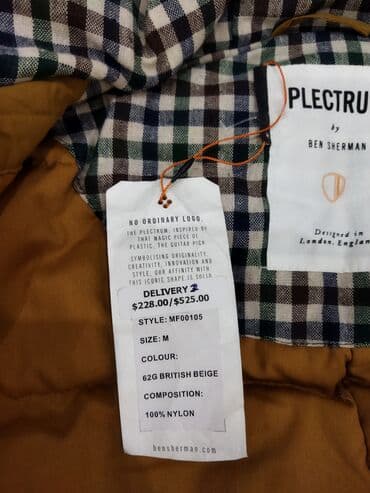 PLECTRU
by
BEN SHERMAN
Designed in
London, England
NO ORDINARY LOGO.
THE PLECTRUM, INSPIRED BY
THAT MAGIC PIECE OF
PLASTIC, THE GUITAR PICK.
SYMBOLISING ORIGINALITY,
CREATIVITY, INNOVATION AND
STYLE, OUR AFFINITY WITH
THIS ICONIC SHAPE IS SOLID.
DELIVERY 2
$228.00/$525.00
STYLE: MF00105
SIZE: M
COLOUR:
62G BRITISH BEIGE
COMPOSITION:
100% NYLON
bensherman.com